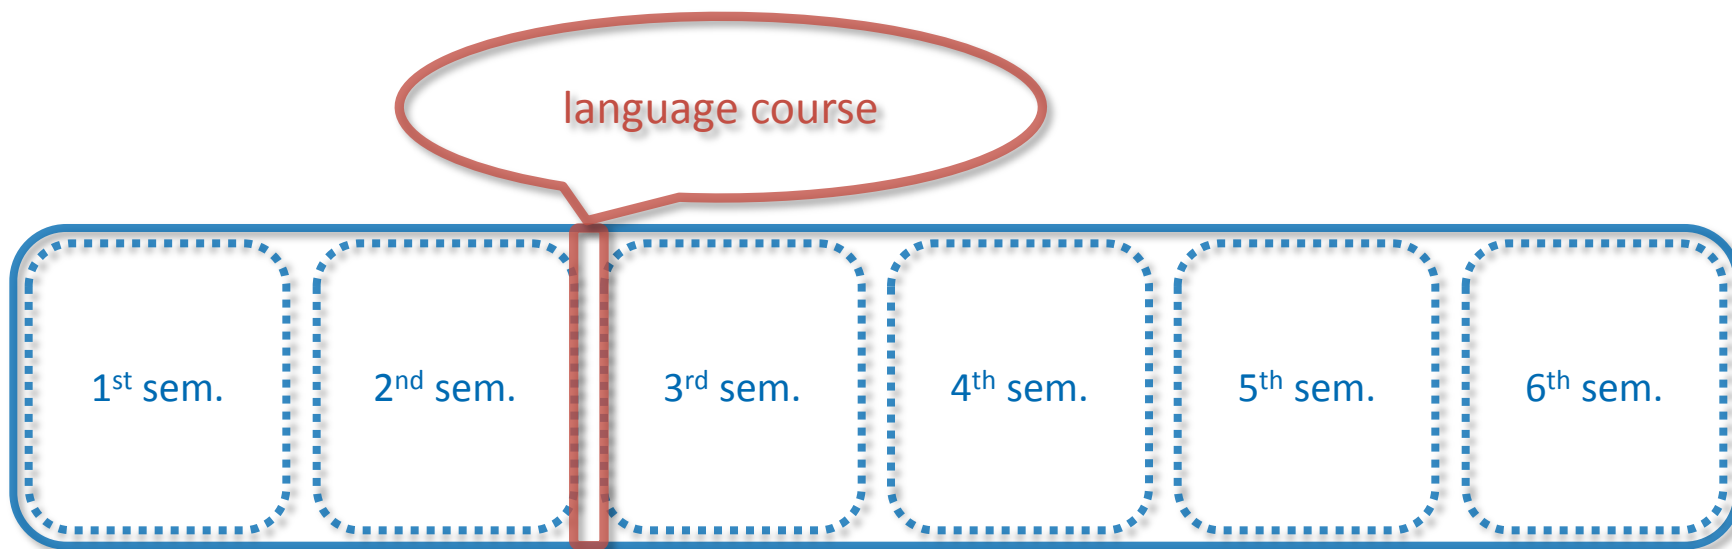 language course
1st sem.
2nd sem.
3rd sem.
4th sem.
5th sem.
6th sem.